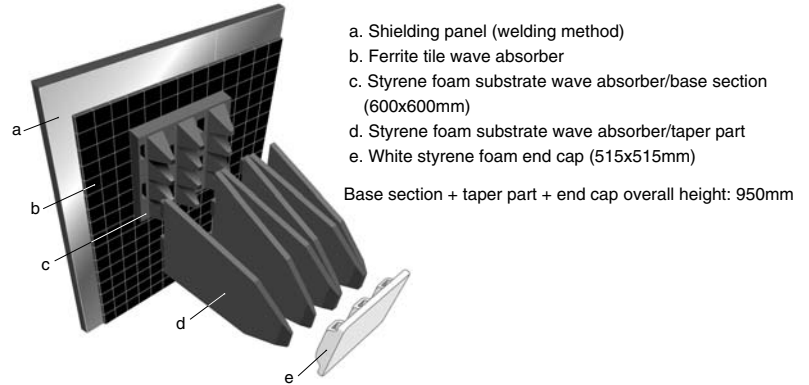 a. Shielding panel (welding method)
b. Ferrite tile wave absorber
c. Styrene foam substrate wave absorber/base section
(600x600mm)
d. Styrene foam substrate wave absorber/taper part
e. White styrene foam end cap (515x515mm)
Base section + taper part + end cap overall height: 950mm
a
b
c
d
e